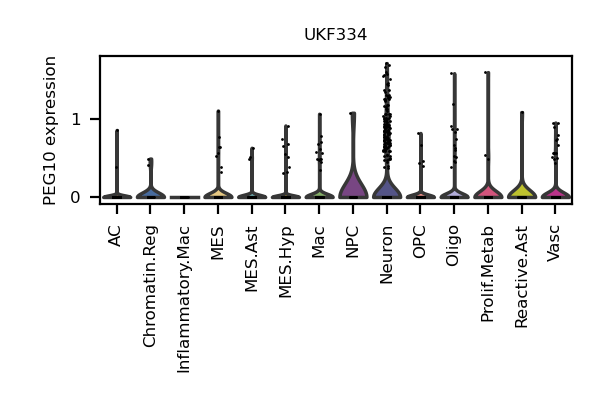 UKF334
PEG10 expression
1
0
AC
Chromatin.Reg
Inflammatory.Mac
MES
MES.Ast
MES.Hyp
Mac
NPC
Neuron
OPC
Oligo
Prolif.Metab
Reactive.Ast
Vasc